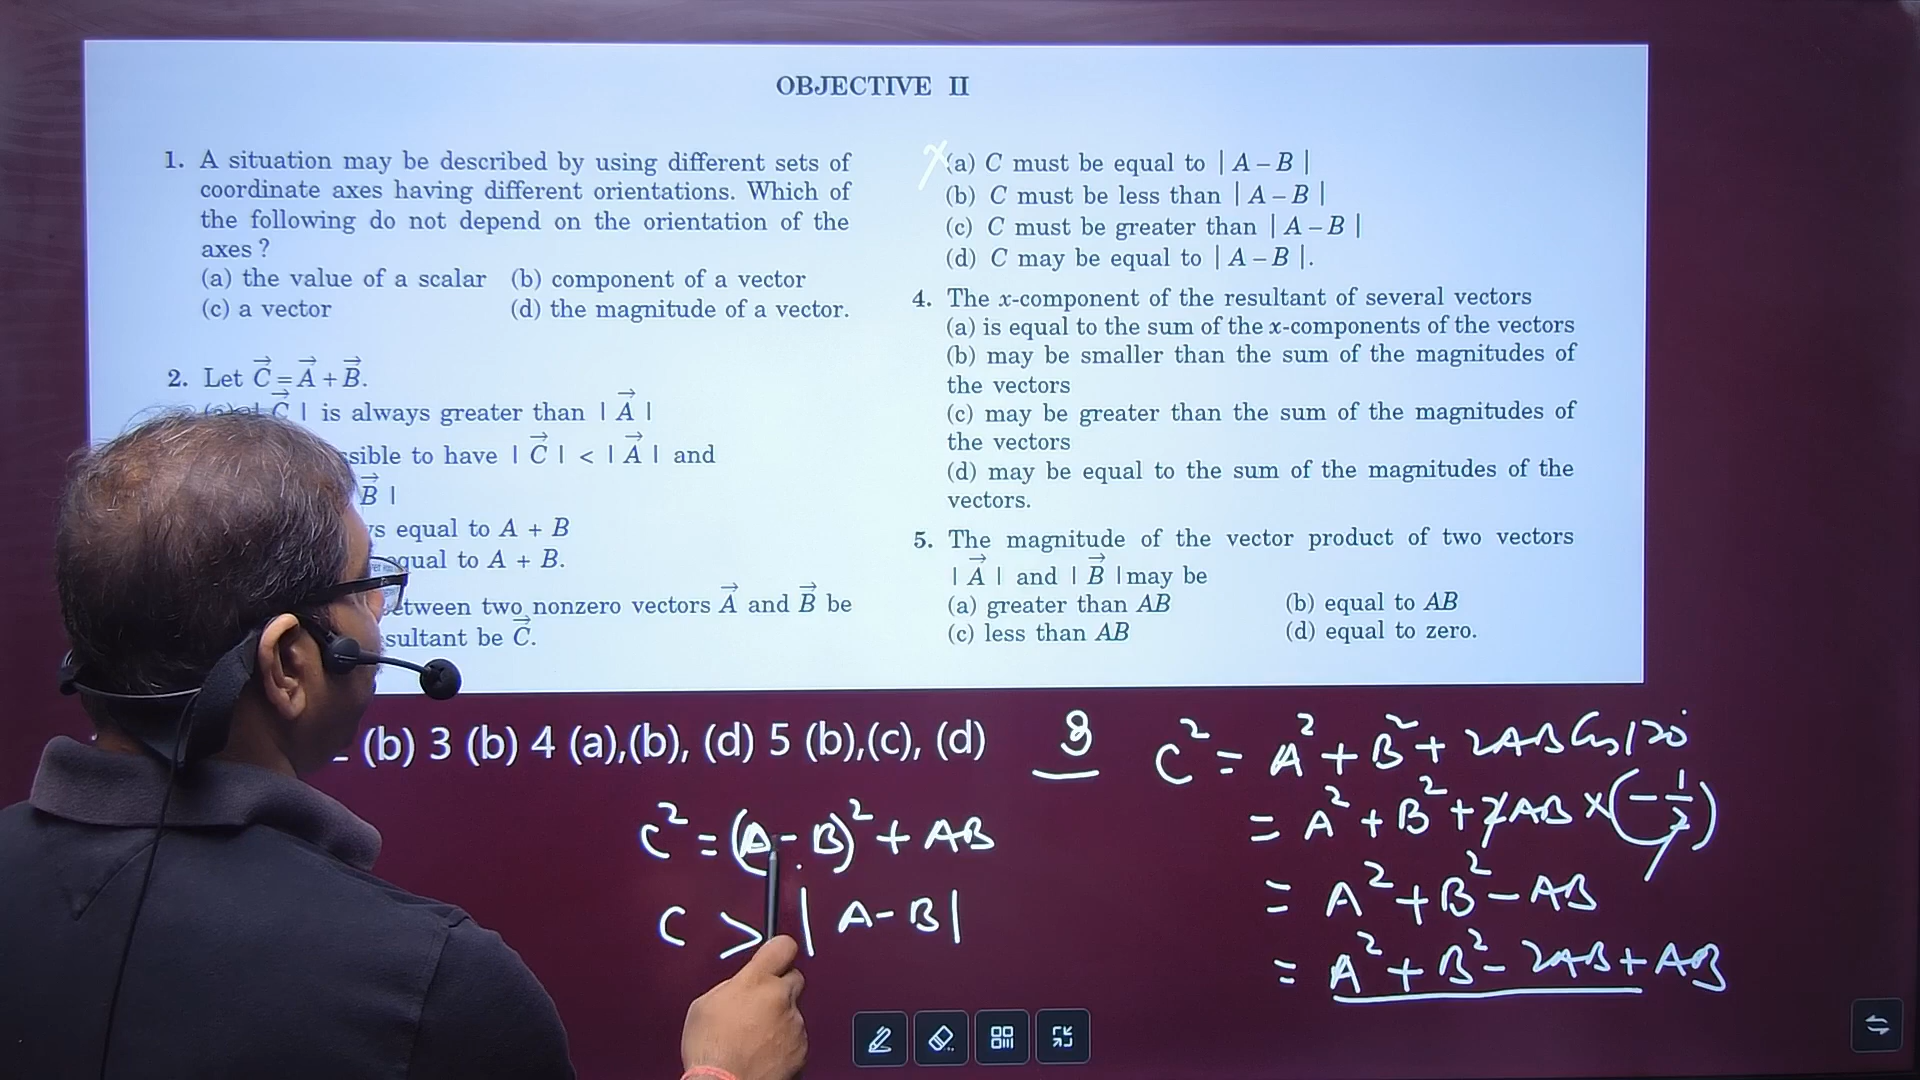 OBJECTIVE II
1. A situation may be described by using different sets of
coordinate axes having different orientations. Which of
the following do not depend on the orientation of the
axes ?
(a) the value of a scalar (b) component of a vector
(c) a vector (d) the magnitude of a vector.
2. Let C⃗ = A⃗ + B⃗.
| C⃗ | is always greater than | A⃗ |
to have | C⃗ | < | A⃗ | and
B⃗ |
equal to A + B
equal to A + B.
two nonzero vectors A⃗ and B⃗ be
be C⃗.
(a) C must be equal to | A – B |
(b) C must be less than | A – B |
(c) C must be greater than | A – B |
(d) C may be equal to | A – B |.
4. The x-component of the resultant of several vectors
(a) is equal to the sum of the x-components of the vectors
(b) may be smaller than the sum of the magnitudes of
the vectors
(c) may be greater than the sum of the magnitudes of
the vectors
(d) may be equal to the sum of the magnitudes of the
vectors.
5. The magnitude of the vector product of two vectors
| A⃗ | and | B⃗ | may be
(a) greater than AB (b) equal to AB
(c) less than AB (d) equal to zero.
(b) 3 (b) 4 (a),(b), (d) 5 (b),(c), (d)
C² = (A - B)² + AB
C > | A - B |
3
C² = A² + B² + 2AB Cos 120°
= A² + B² + 2AB × (-1/2)
= A² + B² - AB
= A² + B² - 2AB + AB